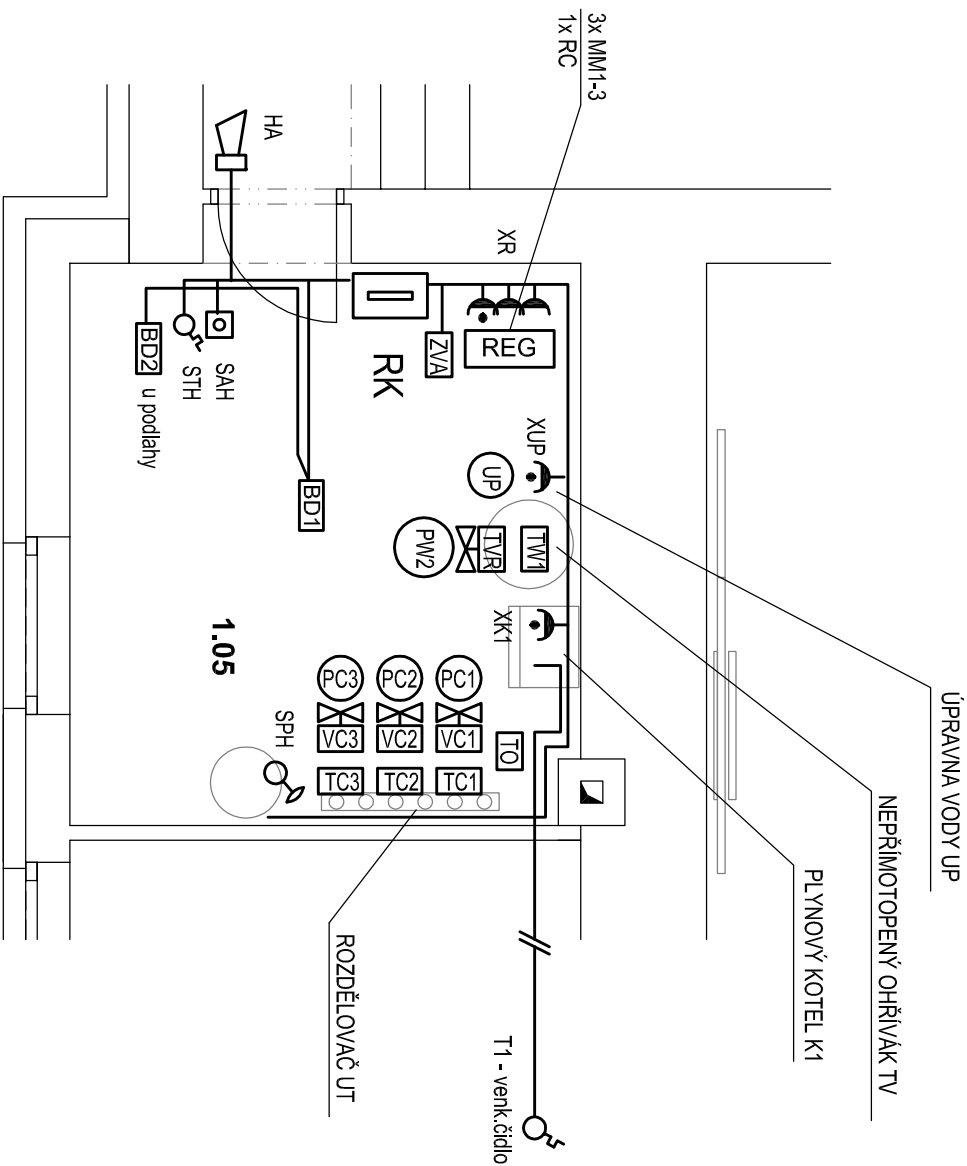 3x MM1-3
1x RC
ÚPRAVNA VODY UP
NEPŘÍMOTOPENÝ OHŘÍVÁK TV
PLYNOVÝ KOTEL K1
HA
XR
REG
ZVA
RK
SAH
STH
BD2
u podlahy
BD1
XUP
UP
TW1
TVR
PW2
XK1
1.05
PC3
PC2
PC1
VC3
VC2
VC1
TO
SPH
TC3
TC2
TC1
ROZDĚLOVAČ UT
T1 - venk.čidlo